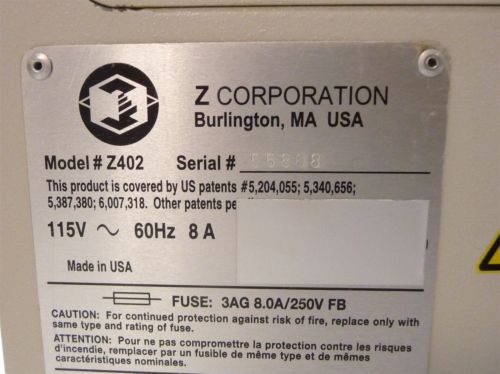 Z CORPORATION
Burlington, MA USA
Model # Z402 Serial #
This product is covered by US patents #5,204,055; 5,340,656;
5,387,380; 6,007,318. Other patents pe
115V ~ 60Hz 8 A
Made in USA
FUSE: 3AG 8.0A/250V FB
CAUTION: For continued protection against risk of fire, replace only with
same type and rating of fuse.
ATTENTION: Pour ne pas compromettre la protection contre les risques
d'incendie, remplacer par un fusible de même type et de mêmes
caractéristiques nominales.